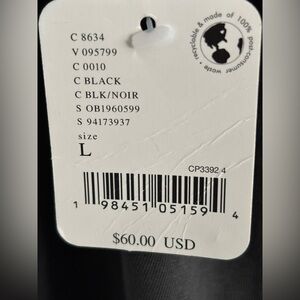 C 8634
V 095799
C 0010
C BLACK
C BLK/NOIR
S OB1960599
S 94173937
size
L
recyclable & made of 100% post-consumer waste •
CP3392 4
1 98451 05159 4
$60.00 USD